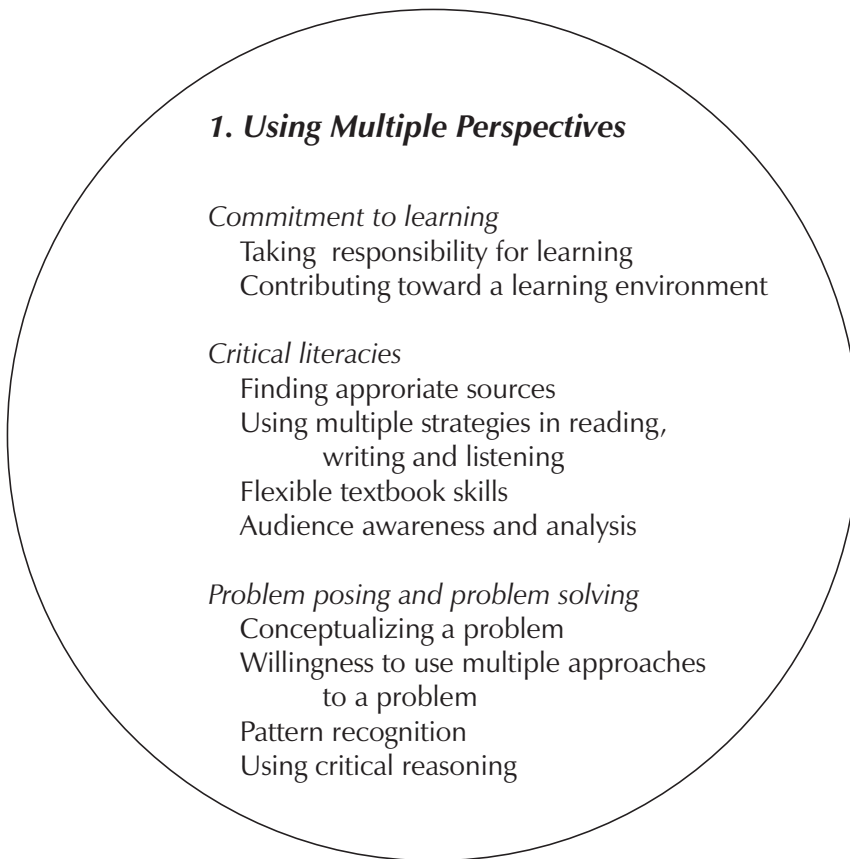 1. Using Multiple Perspectives
Commitment to learning
Taking responsibility for learning
Contributing toward a learning environment
Critical literacies
Finding approriate sources
Using multiple strategies in reading,
writing and listening
Flexible textbook skills
Audience awareness and analysis
Problem posing and problem solving
Conceptualizing a problem
Willingness to use multiple approaches
to a problem
Pattern recognition
Using critical reasoning